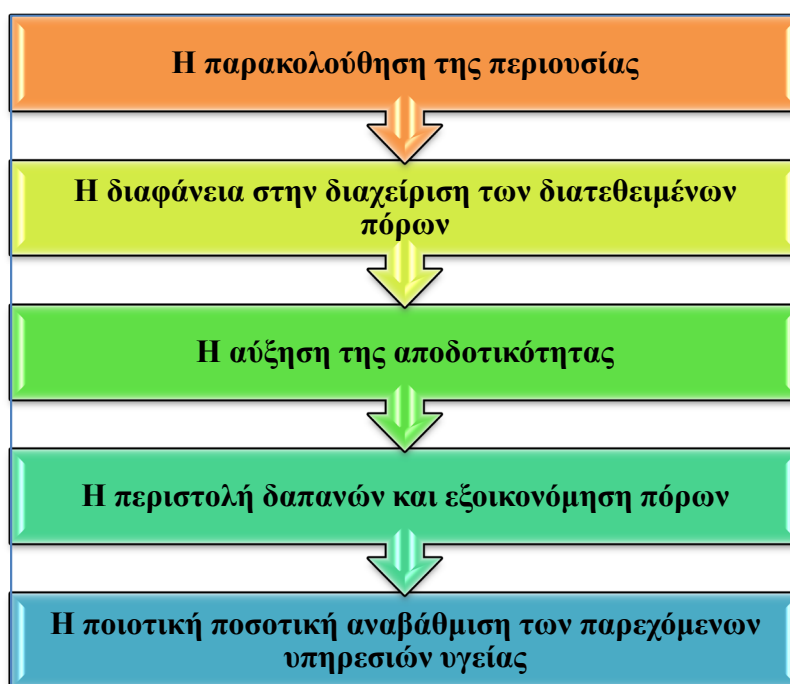 Η παρακολούθηση της περιουσίας
Η διαφάνεια στην διαχείριση των διατεθειμένων
πόρων
Η αύξηση της αποδοτικότητας
Η περιστολή δαπανών και εξοικονόμηση πόρων
Η ποιοτική ποσοτική αναβάθμιση των παρεχόμενων
υπηρεσιών υγείας